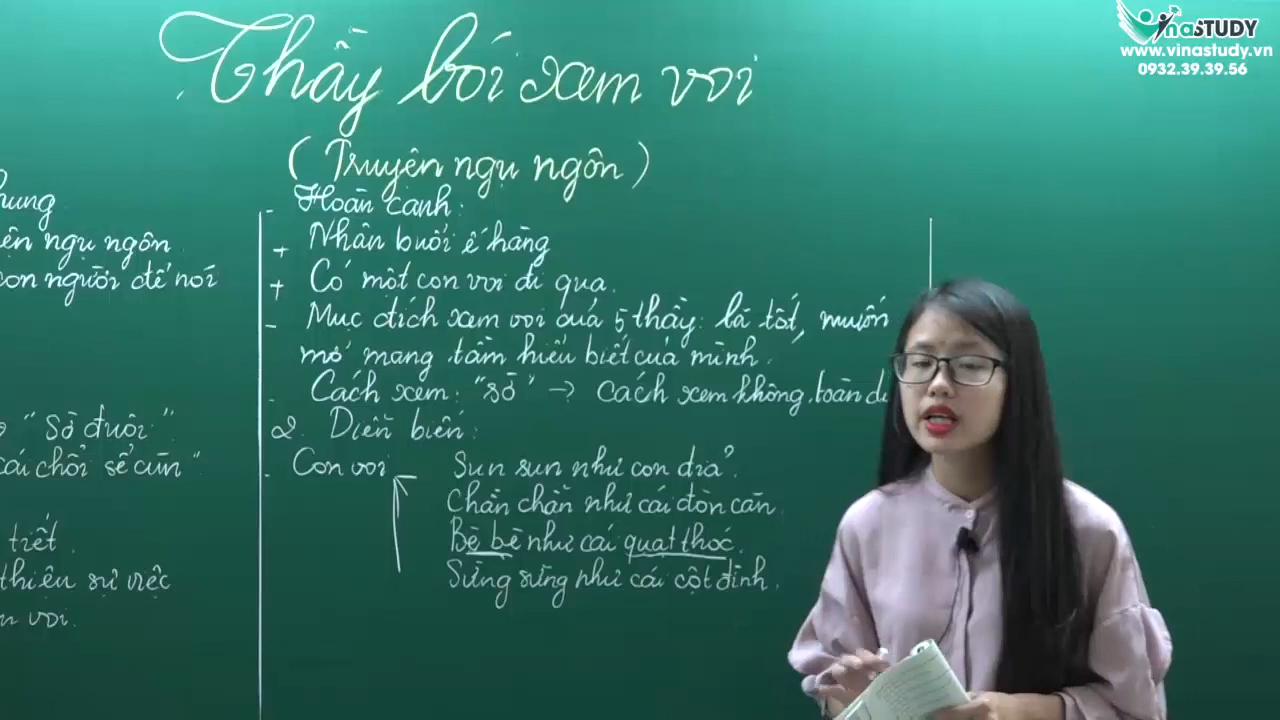 VinaSTUDY
www.vinastudy.vn
0932.39.39.56
Thầy bói xem voi
(Truyện ngụ ngôn)
hung
ện ngụ ngôn
con người để nói
"Sờ đuôi".
cái chổi sể cùn"
tiết.
thiệu sự việc
voi.
- Hoàn cảnh:
+ Nhân buổi ế hàng
+ Có một con voi đi qua.
- Mục đích xem voi của 5 thầy: là tốt, muốn
mở mang tầm hiểu biết của mình.
- Cách xem: "sờ" → cách xem không toàn d
2. Diễn biến:
- Con voi
Sun sun như con đỉa.
Chần chẫn như cái đòn càn
Bè bè như cái quạt thóc.
Sừng sững như cái cột đình.